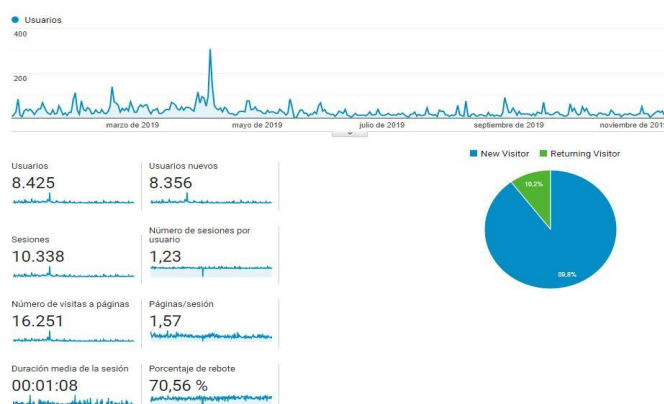 Usuarios
400
200
marzo de 2019
mayo de 2019
julio de 2019
septiembre de 2019
noviembre de 2019
New Visitor
Returning Visitor
Usuarios
8.425
Usuarios nuevos
8.356
10,2%
89,8%
Sesiones
10.338
Número de sesiones por
usuario
1,23
Número de visitas a páginas
16.251
Páginas/sesión
1,57
Duración media de la sesión
00:01:08
Porcentaje de rebote
70,56 %